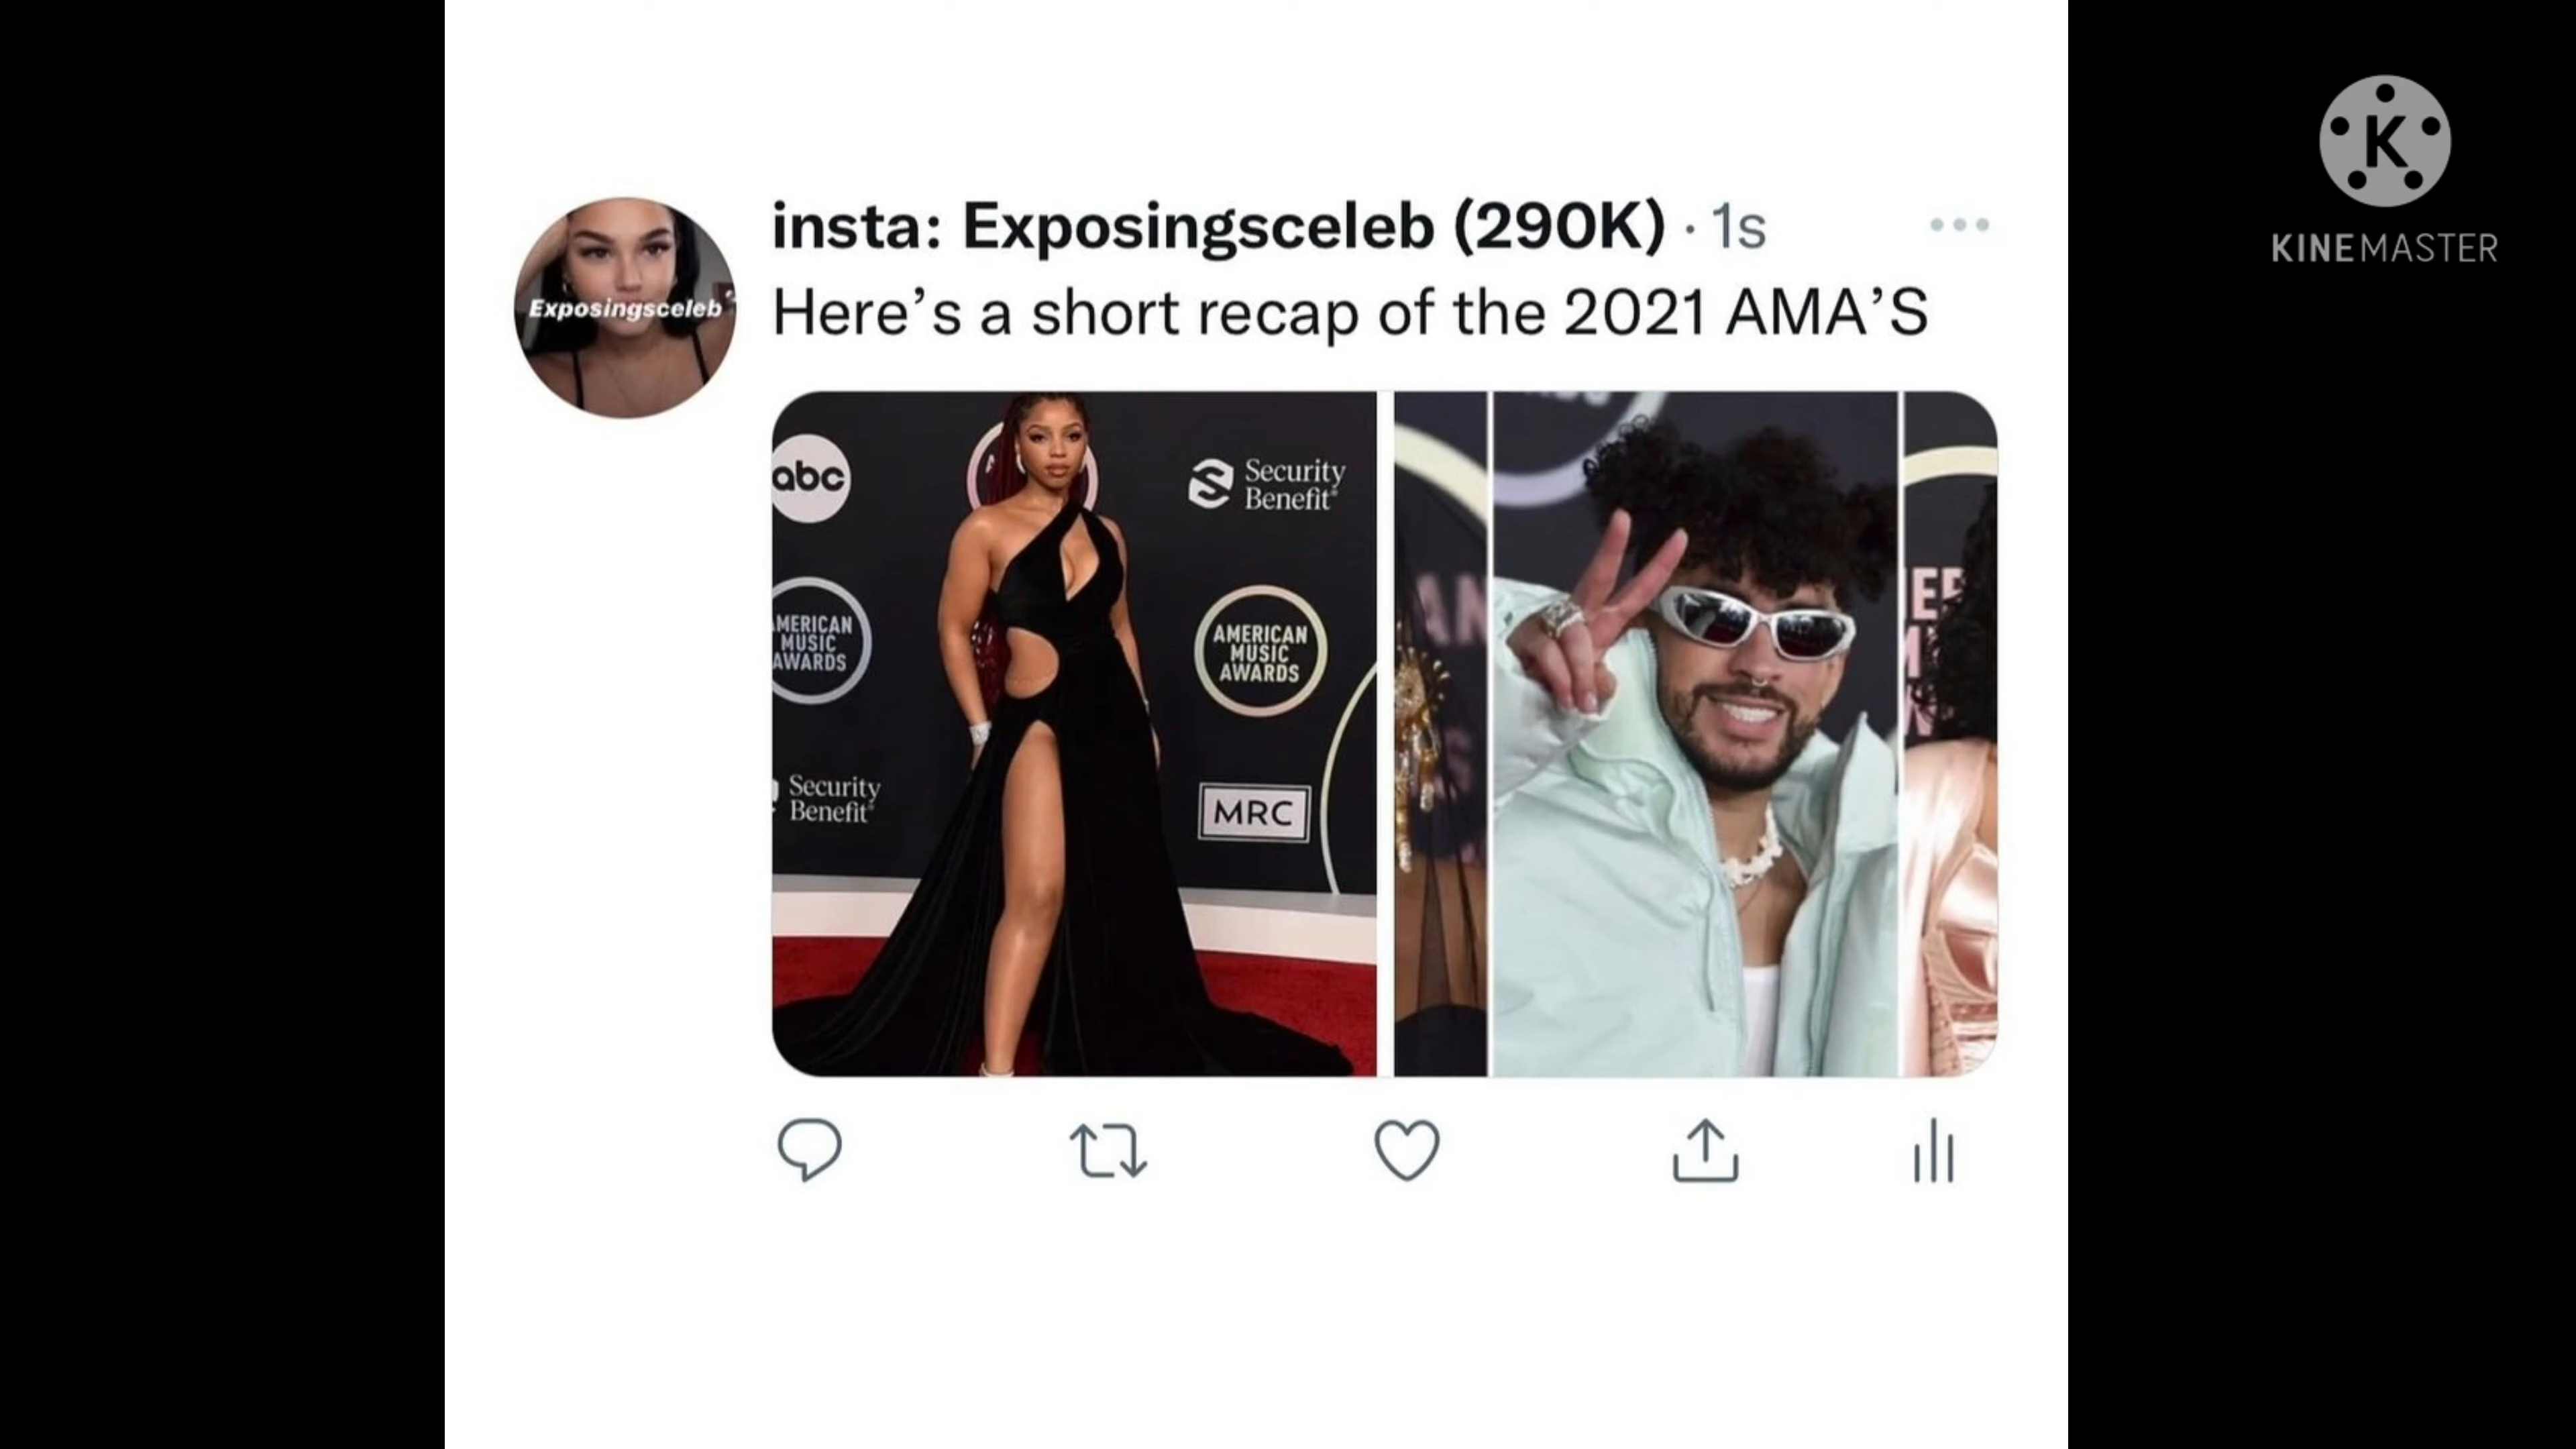 insta: Exposingsceleb (290K) · 1s
Here's a short recap of the 2021 AMA'S
Exposingsceleb
abc
Security
Benefit
AMERICAN
MUSIC
AWARDS
AMERICAN
MUSIC
AWARDS
Security
Benefit
MRC
K
KINEMASTER